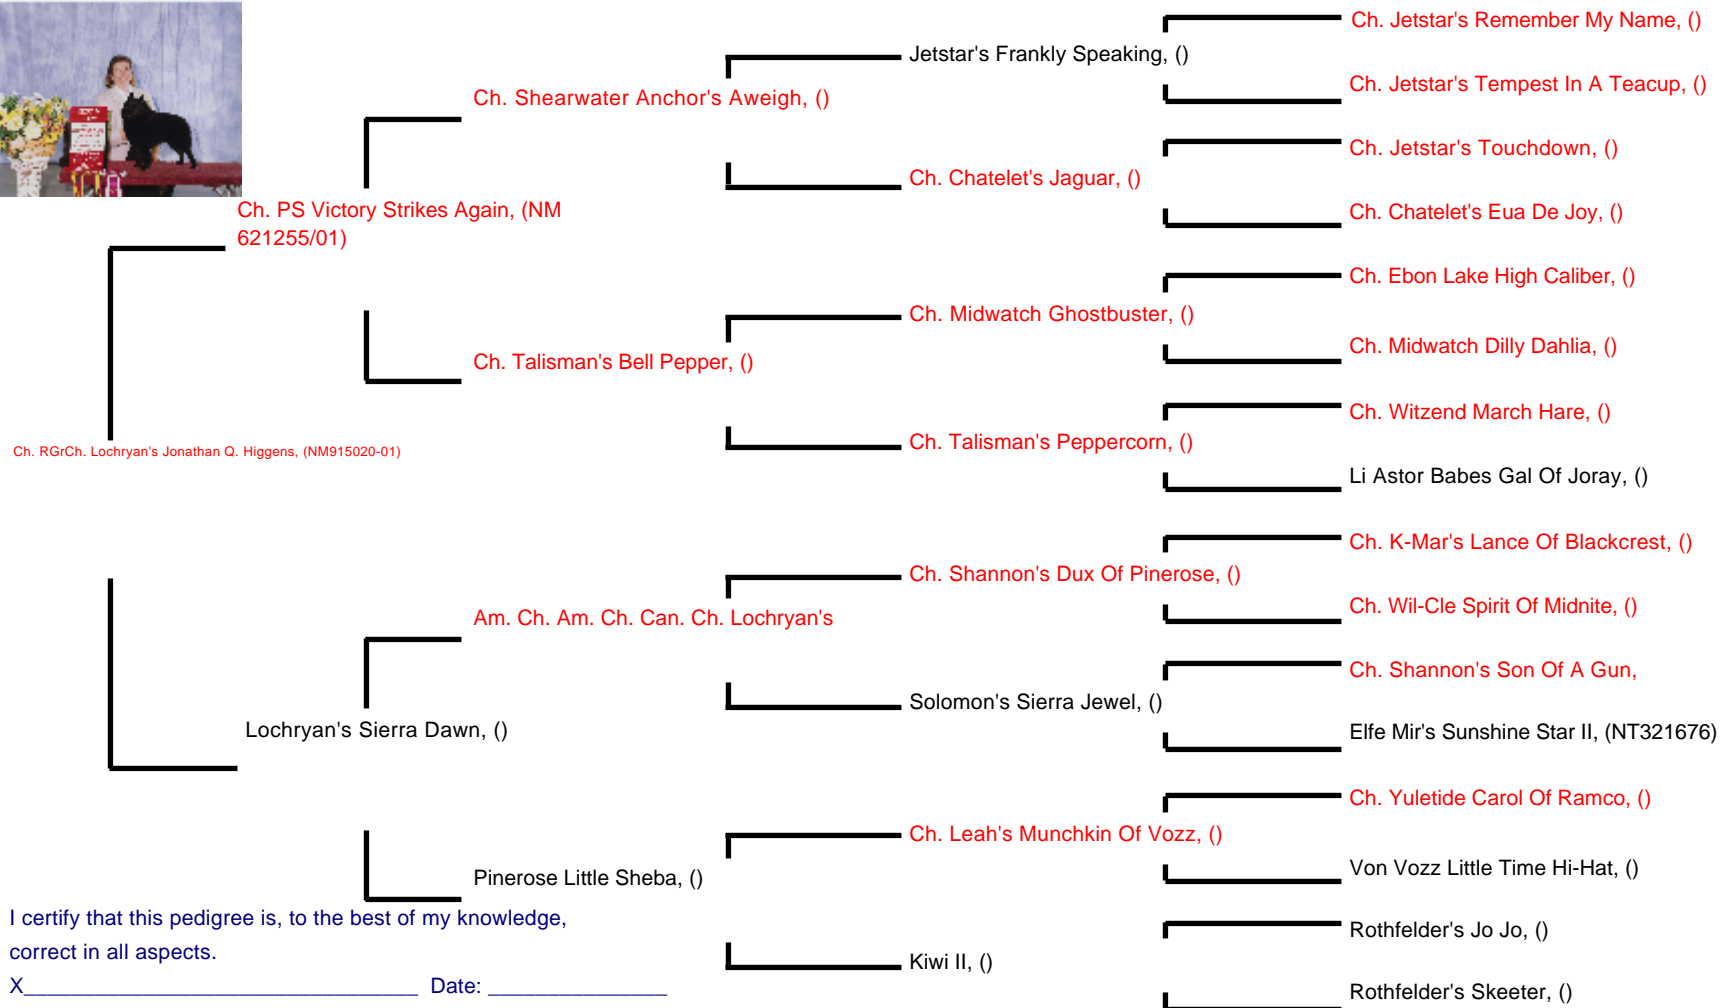 Ch. Jetstar's Remember My Name, ()
Jetstar's Frankly Speaking, ()
Ch. Jetstar's Tempest In A Teacup, ()
Ch. Shearwater Anchor's Aweigh, ()
Ch. Jetstar's Touchdown, ()
Ch. Chatelet's Jaguar, ()
Ch. Chatelet's Eua De Joy, ()
Ch. PS Victory Strikes Again, (NM
621255/01)
Ch. Ebon Lake High Caliber, ()
Ch. Midwatch Ghostbuster, ()
Ch. Midwatch Dilly Dahlia, ()
Ch. Talisman's Bell Pepper, ()
Ch. Witzend March Hare, ()
Ch. Talisman's Peppercorn, ()
Li Astor Babes Gal Of Joray, ()
Ch. RGrCh. Lochryan's Jonathan Q. Higgens, (NM915020-01)
Ch. K-Mar's Lance Of Blackcrest, ()
Ch. Shannon's Dux Of Pinerose, ()
Ch. Wil-Cle Spirit Of Midnite, ()
Am. Ch. Am. Ch. Can. Ch. Lochryan's
Ch. Shannon's Son Of A Gun,
Solomon's Sierra Jewel, ()
Elfe Mir's Sunshine Star II, (NT321676)
Lochryan's Sierra Dawn, ()
Ch. Yuletide Carol Of Ramco, ()
Ch. Leah's Munchkin Of Vozz, ()
Von Vozz Little Time Hi-Hat, ()
Pinerose Little Sheba, ()
Rothfelder's Jo Jo, ()
Kiwi II, ()
Rothfelder's Skeeter, ()
I certify that this pedigree is, to the best of my knowledge,
correct in all aspects.
X_________________________________ Date: _______________